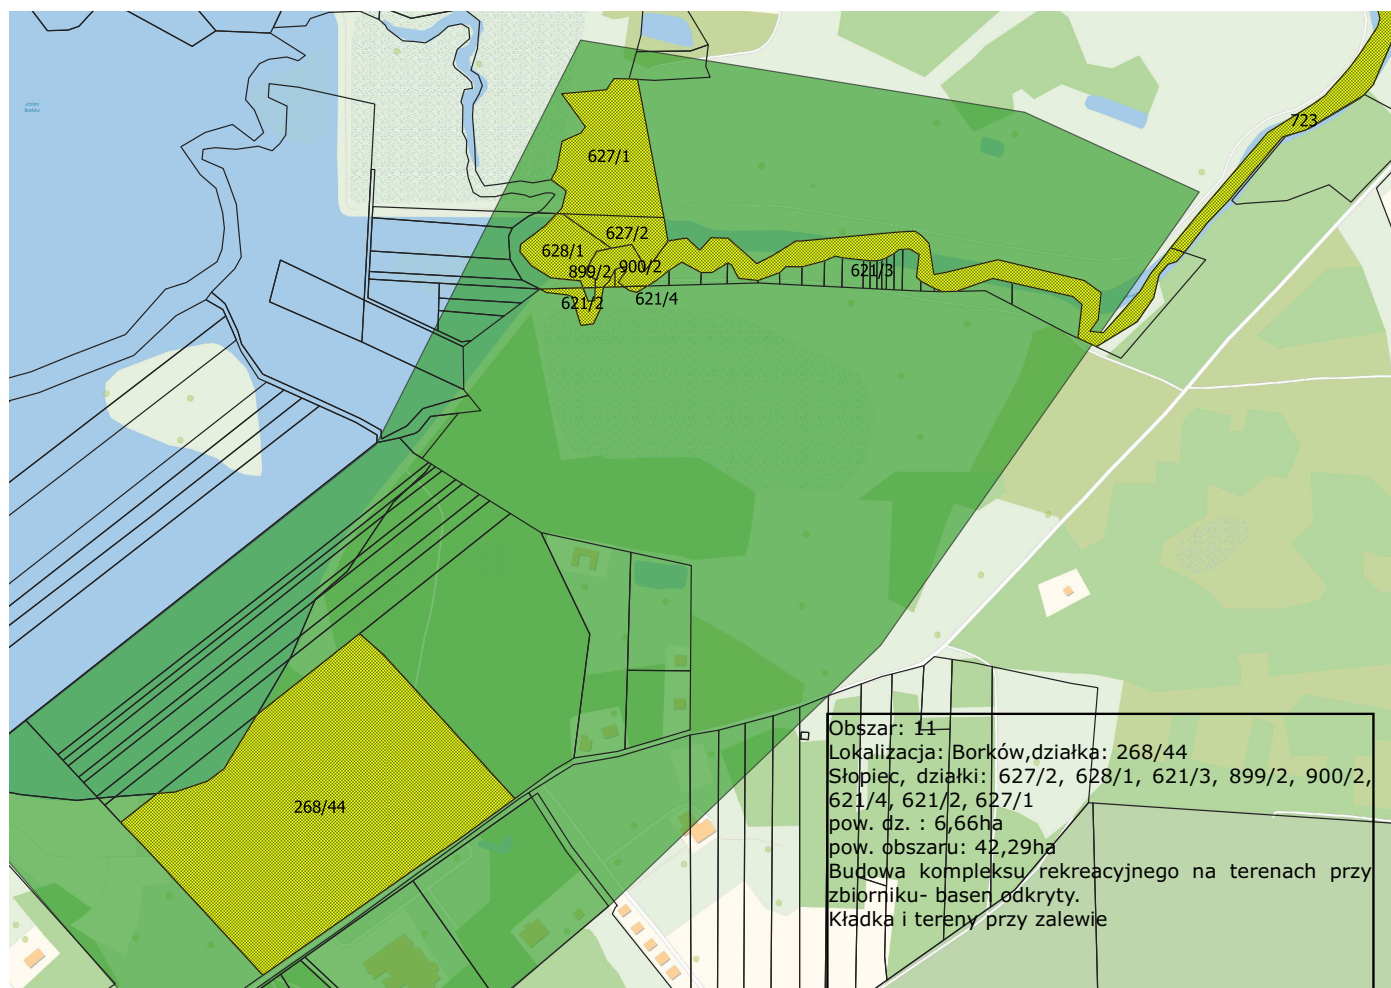 723
627/1
627/2
628/1
899/2
900/2
621/3
621/2
621/4
268/44
Obszar: 11
Lokalizacja: Borków,działka: 268/44
Słopiec, działki: 627/2, 628/1, 621/3, 899/2, 900/2,
621/4, 621/2, 627/1
pow. dz. : 6,66ha
pow. obszaru: 42,29ha
Budowa kompleksu rekreacyjnego na terenach przy
zbiorniku- basen odkryty.
Kładka i tereny przy zalewie